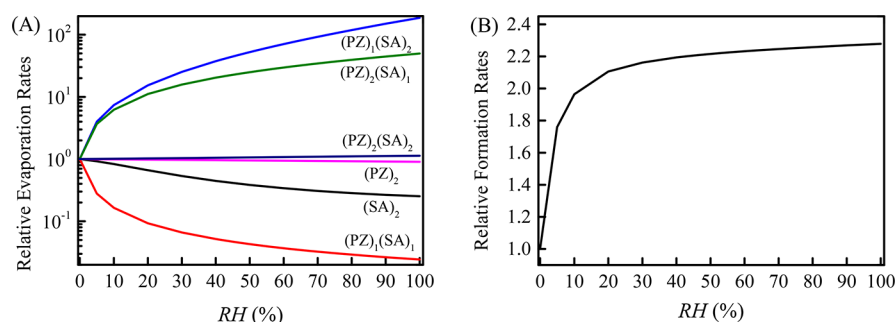 (A)
Relative Evaporation Rates
10²
10¹
10⁰
10⁻¹
(PZ)₁(SA)₂
(PZ)₂(SA)₁
(PZ)₂(SA)₂
(PZ)₂
(SA)₂
(PZ)₁(SA)₁
0 10 20 30 40 50 60 70 80 90 100
RH (%)
(B)
Relative Formation Rates
2.4
2.2
2.0
1.8
1.6
1.4
1.2
1.0
0 10 20 30 40 50 60 70 80 90 100
RH (%)